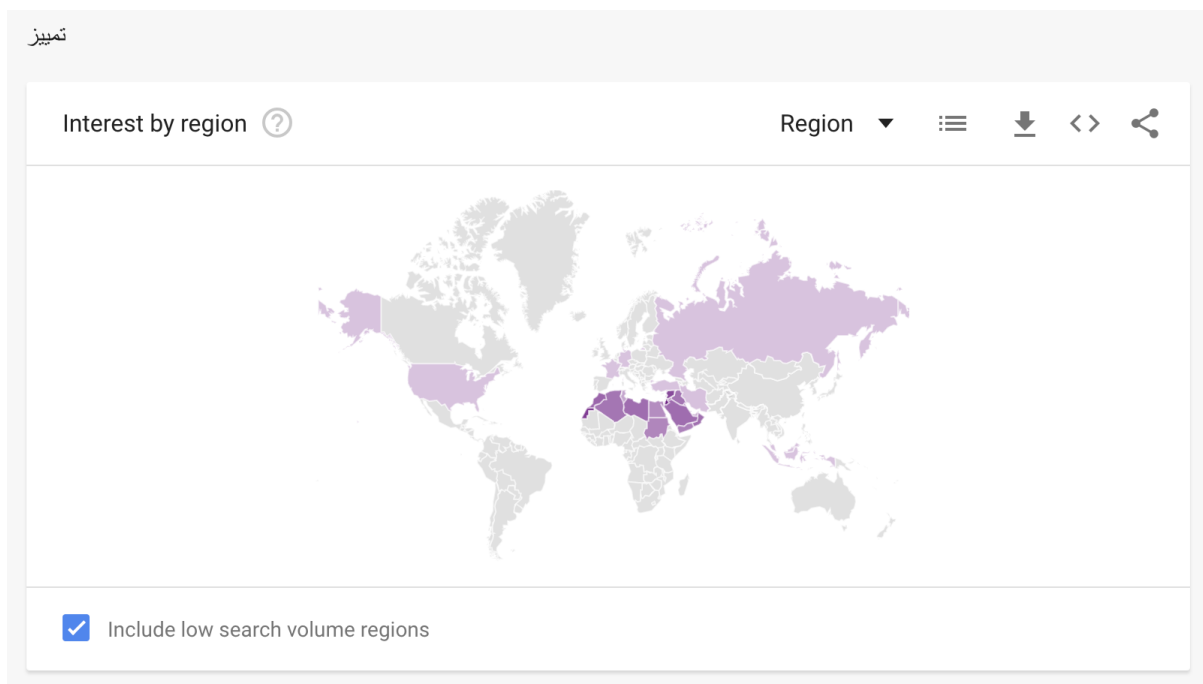 تمييز
Interest by region
Region
Include low search volume regions